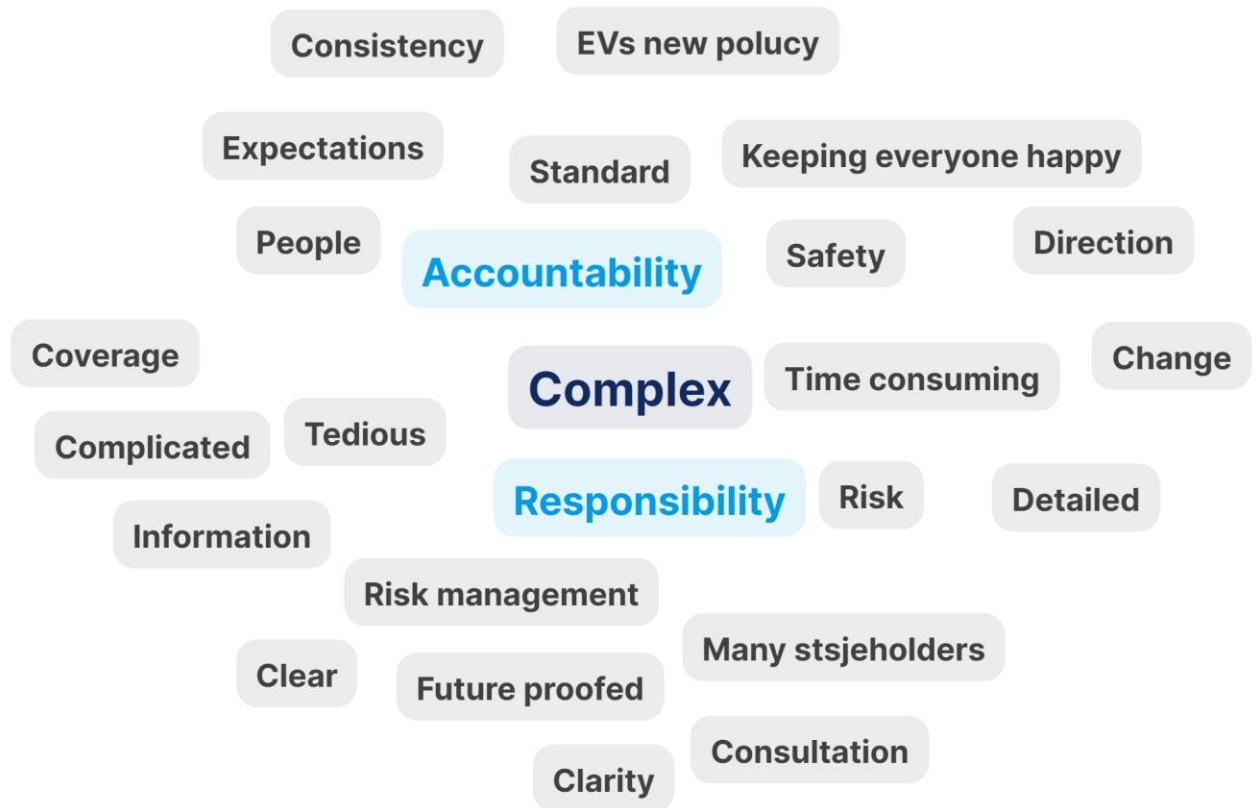 Consistency
EVs new polucy
Expectations
Standard
Keeping everyone happy
People
Accountability
Safety
Direction
Coverage
Complex
Time consuming
Change
Complicated
Tedious
Responsibility
Risk
Detailed
Information
Risk management
Many stsjeholders
Clear
Future proofed
Consultation
Clarity